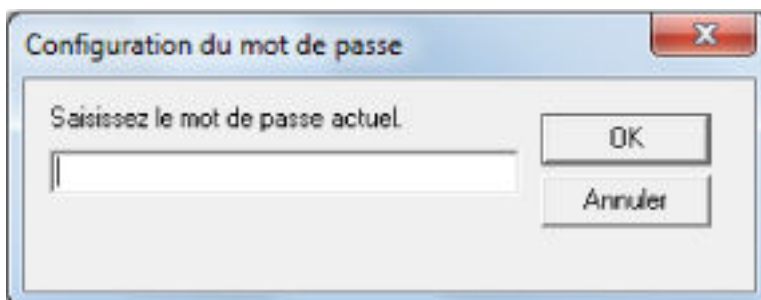 Configuration du mot de passe
Saisissez le mot de passe actuel.
OK
Annuler